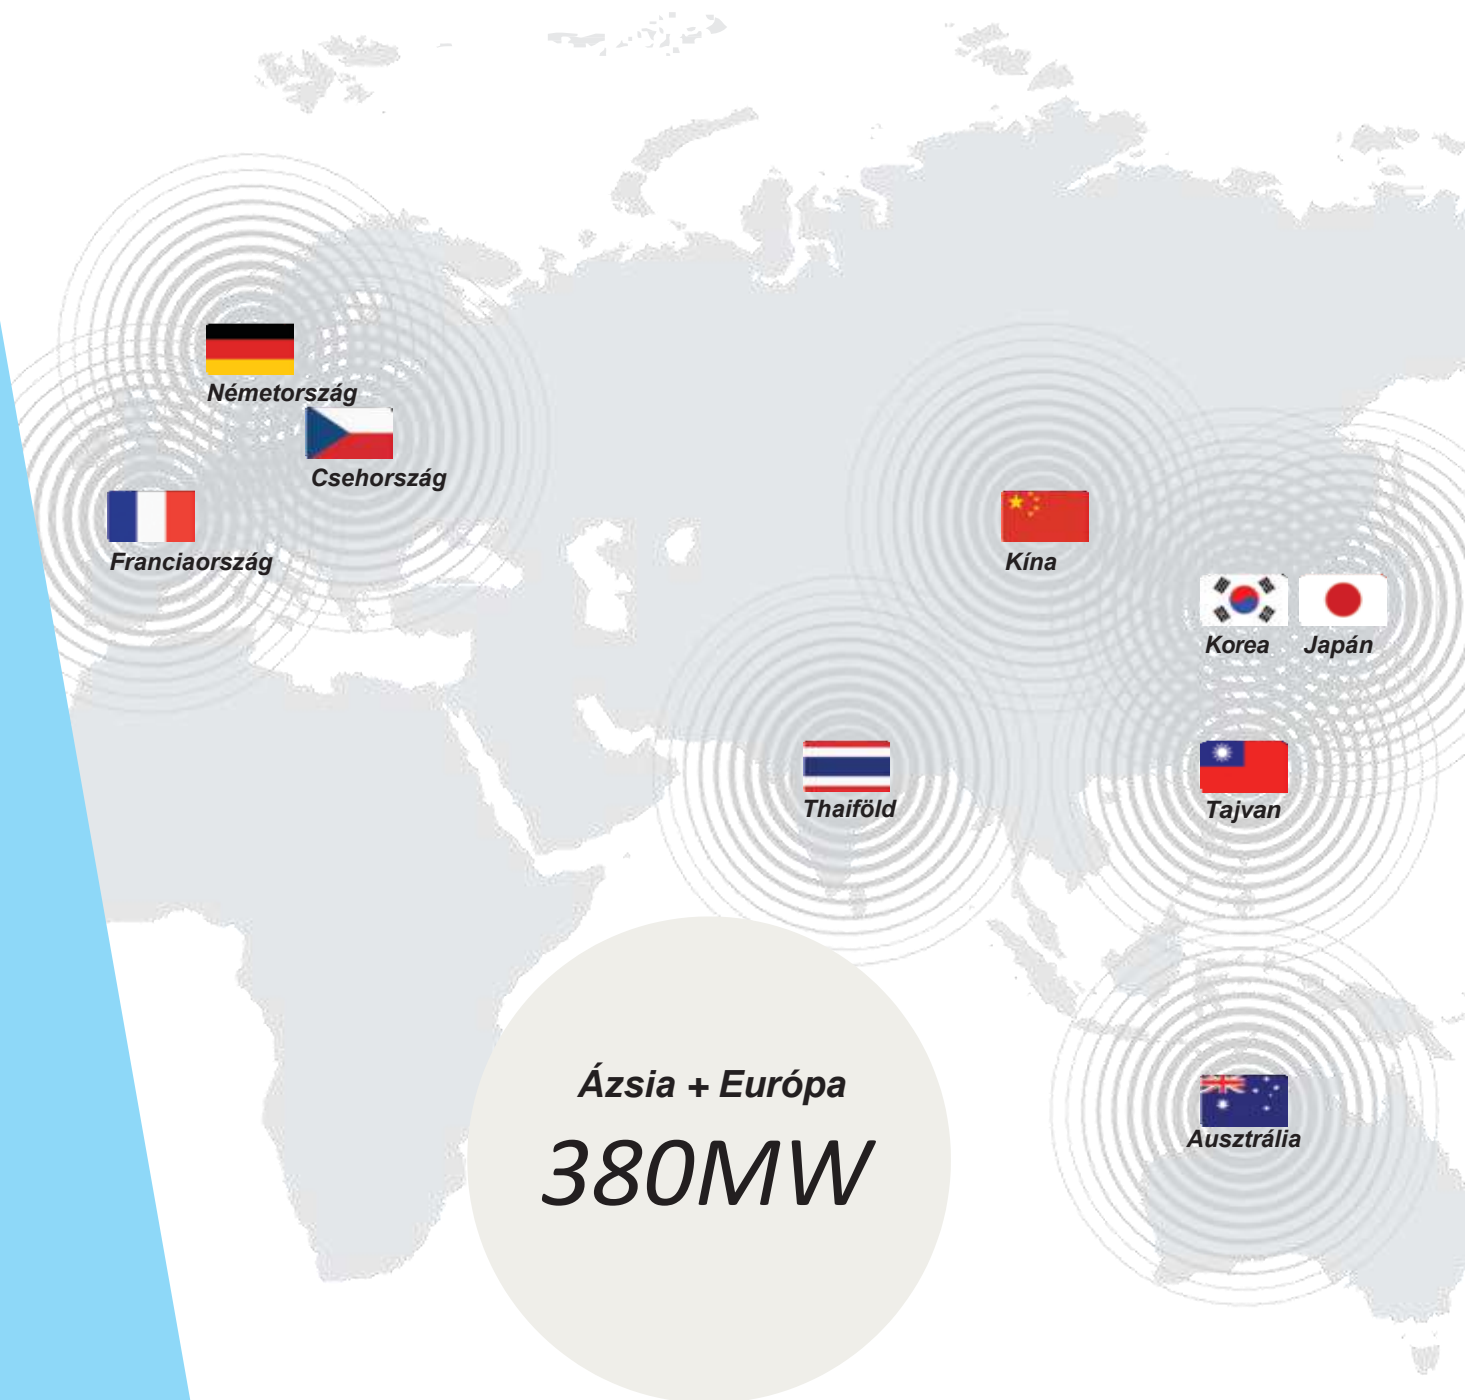 Németország
Csehország
Franciaország
Kína
Korea
Japán
Thaiföld
Tajvan
Ázsia + Európa
380MW
Ausztrália